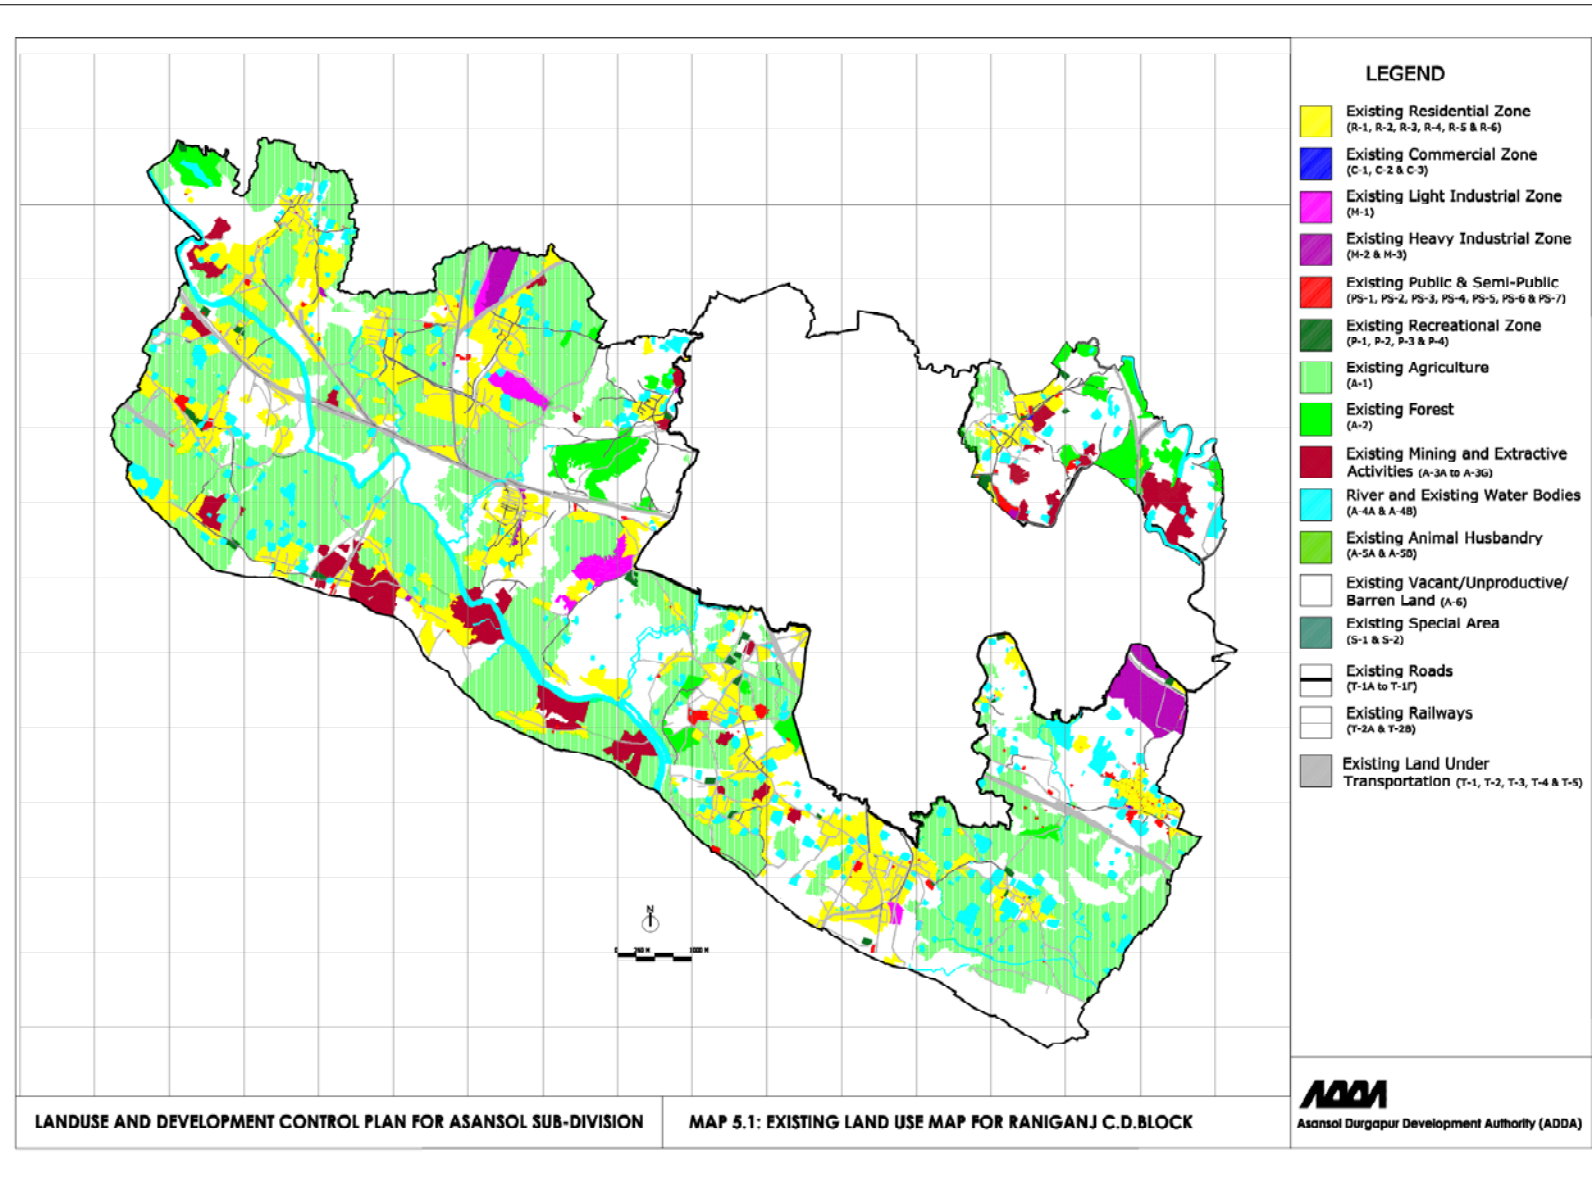 LEGEND
Existing Residential Zone
(R-1, R-2, R-3, R-4, R-5 & R-6)
Existing Commercial Zone
(C-1, C-2 & C-3)
Existing Light Industrial Zone
(M-1)
Existing Heavy Industrial Zone
(M-2 & M-3)
Existing Public & Semi-Public
(PS-1, PS-2, PS-3, PS-4, PS-5, PS-6 & PS-7)
Existing Recreational Zone
(P-1, P-2, P-3 & P-4)
Existing Agriculture
(A-1)
Existing Forest
(A-2)
Existing Mining and Extractive
Activities (A-3A to A-3G)
River and Existing Water Bodies
(A-4A & A-4B)
Existing Animal Husbandry
(A-5A & A-5B)
Existing Vacant/Unproductive/
Barren Land (A-6)
Existing Special Area
(S-1 & S-2)
Existing Roads
(T-1A to T-1F)
Existing Railways
(T-2A & T-2B)
Existing Land Under
Transportation (T-1, T-2, T-3, T-4 & T-5)
N
0 1000 M
LANDUSE AND DEVELOPMENT CONTROL PLAN FOR ASANSOL SUB-DIVISION
MAP 5.1: EXISTING LAND USE MAP FOR RANIGANJ C.D.BLOCK
ADDA
Asansol Durgapur Development Authority (ADDA)